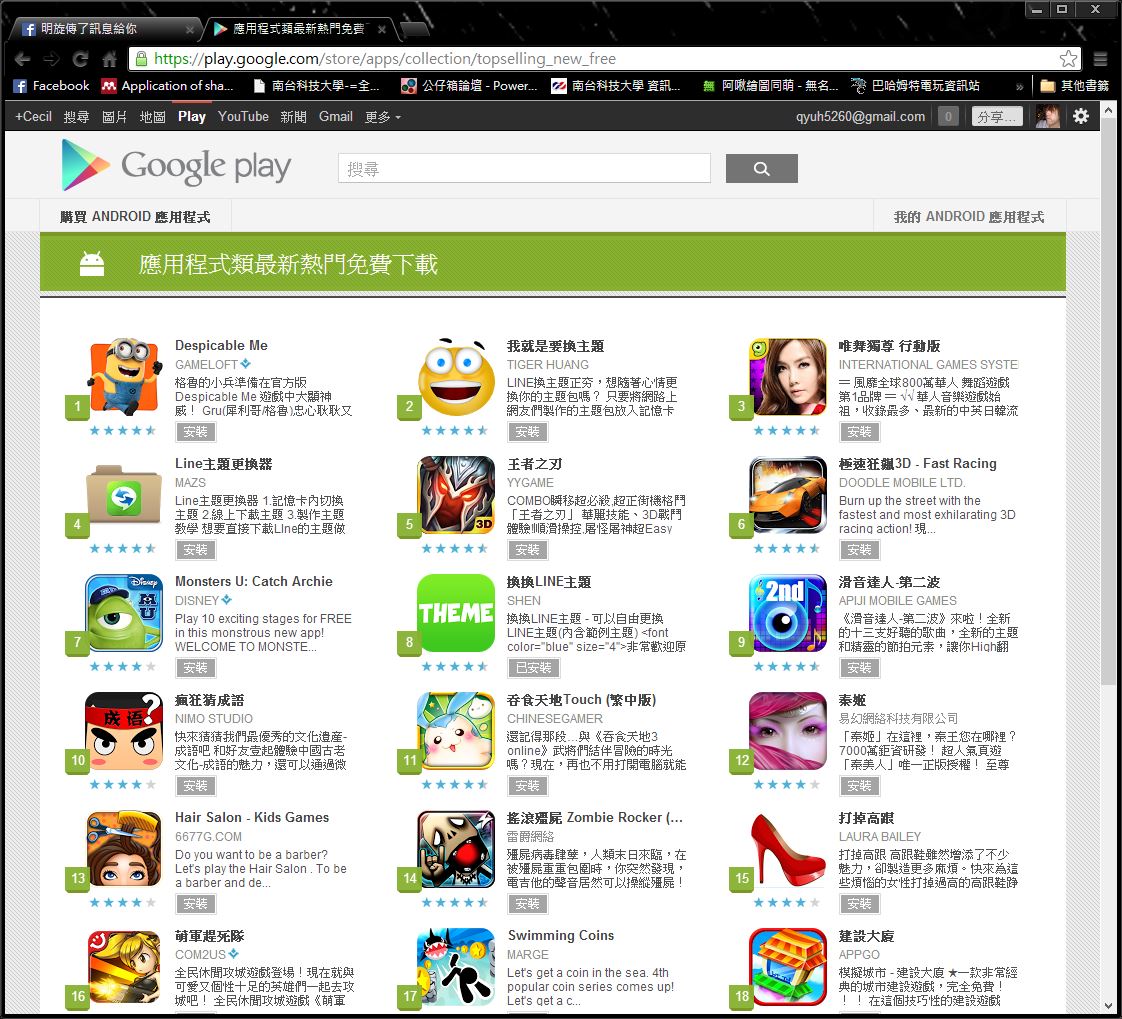 明旋傳了訊息給你
應用程式類最新熱門免費
https://play.google.com/store/apps/collection/topselling_new_free
Facebook
Application of sha...
南台科技大學-=全...
公仔箱論壇 - Power...
南台科技大學 資訊...
阿啾繪圖同萌 - 無名...
巴哈姆特電玩資訊站
»
其他書籤
+Cecil 搜尋 圖片 地圖 Play YouTube 新聞 Gmail 更多
qyuh5260@gmail.com 0 分享...
Google play
搜尋
購買 ANDROID 應用程式
我的 ANDROID 應用程式
應用程式類最新熱門免費下載
1
Despicable Me
GAMELOFT
格魯的小兵準備在官方版
Despicable Me 遊戲中大顯神
威！ Gru(犀利哥/格魯)忠心耿耿又
安裝
2
我就是要換主題
TIGER HUANG
LINE換主題正夯，想隨著心情更
換你的主題包嗎？ 只要將網路上
網友們製作的主題包放入記憶卡
安裝
9
3
唯舞獨尊 行動版
INTERNATIONAL GAMES SYSTE
＝ 風靡全球800萬華人 舞蹈遊戲
第1品牌 ＝ √√ 華人音樂遊戲始
祖，收錄最多、最新的中英日韓流
安裝
4
Line主題更換器
MAZS
Line主題更換器 1.記憶卡內切換
主題 2.線上下載主題 3.製作主題
教學 想要直接下載LIne的主題做
安裝
3D
5
王者之刃
YYGAME
COMBO瞬移超必殺,超正街機格鬥
「王者之刃」 華麗技能、3D戰鬥
體驗!順滑操控.屠怪屠神超Easy
安裝
6
極速狂飆3D - Fast Racing
DOODLE MOBILE LTD.
Burn up the street with the
fastest and most exhilarating 3D
racing action! 現...
安裝
Disney
MU
7
Monsters U: Catch Archie
DISNEY
Play 10 exciting stages for FREE
in this monstrous new app!
WELCOME TO MONSTE...
安裝
THEME
8
換換LINE主題
SHEN
換換LINE主題 - 可以自由更換
LINE主題(內含範例主題) <font
color="blue" size="4">非常歡迎原
已安裝
2nd
9
滑音達人-第二波
APIJI MOBILE GAMES
《滑音達人-第二波》來啦！全新
的十三支好聽的歌曲，全新的主題
和精靈的節拍元素，讓你High翻
安裝
成语
?
10
瘋狂猜成語
NIMO STUDIO
快來猜猜我們最優秀的文化遺產-
成語吧 和好友壹起體驗中國古老
文化-成語的魅力，還可以通過微
安裝
11
吞食天地Touch (繁中版)
CHINESEGAMER
還記得那段…與《吞食天地3
online》武將們結伴冒險的時光
嗎？現在，再也不用打開電腦就能
安裝
12
秦姬
易幻網絡科技有限公司
「秦姬」在這裡，秦王您在哪裡？
7000萬鉅資研發！ 超人氣頁遊
「秦美人」唯一正版授權！ 至尊
安裝
13
Hair Salon - Kids Games
6677G.COM
Do you want to be a barber?
Let's play the Hair Salon . To be
a barber and de...
安裝
14
搖滾殭屍 Zombie Rocker (...
雷爵網絡
殭屍病毒肆孽，人類末日來臨，在
被殭屍重重包圍時，你突然發現，
電吉他的聲音居然可以操縱殭屍！
安裝
15
打掉高跟
LAURA BAILEY
打掉高跟 高跟鞋雖然增添了不少
魅力，卻製造更多麻煩。快來為這
些煩惱的女性打掉過高的高跟鞋踭
安裝
16
萌軍趕死隊
COM2US
全民休閒攻城遊戲登場！現在就與
可愛又個性十足的英雄們一起去攻
城吧！ 全民休閒攻城遊戲《萌軍
17
Swimming Coins
MARGE
Let's get a coin in the sea. 4th
popular coin series comes up!
Let's get a c...
18
建設大廈
APPGO
模擬城市 - 建設大廈 ★一款非常經
典的城市建設遊戲，完全免費！
！ ！ 在這個技巧性的建設遊戲